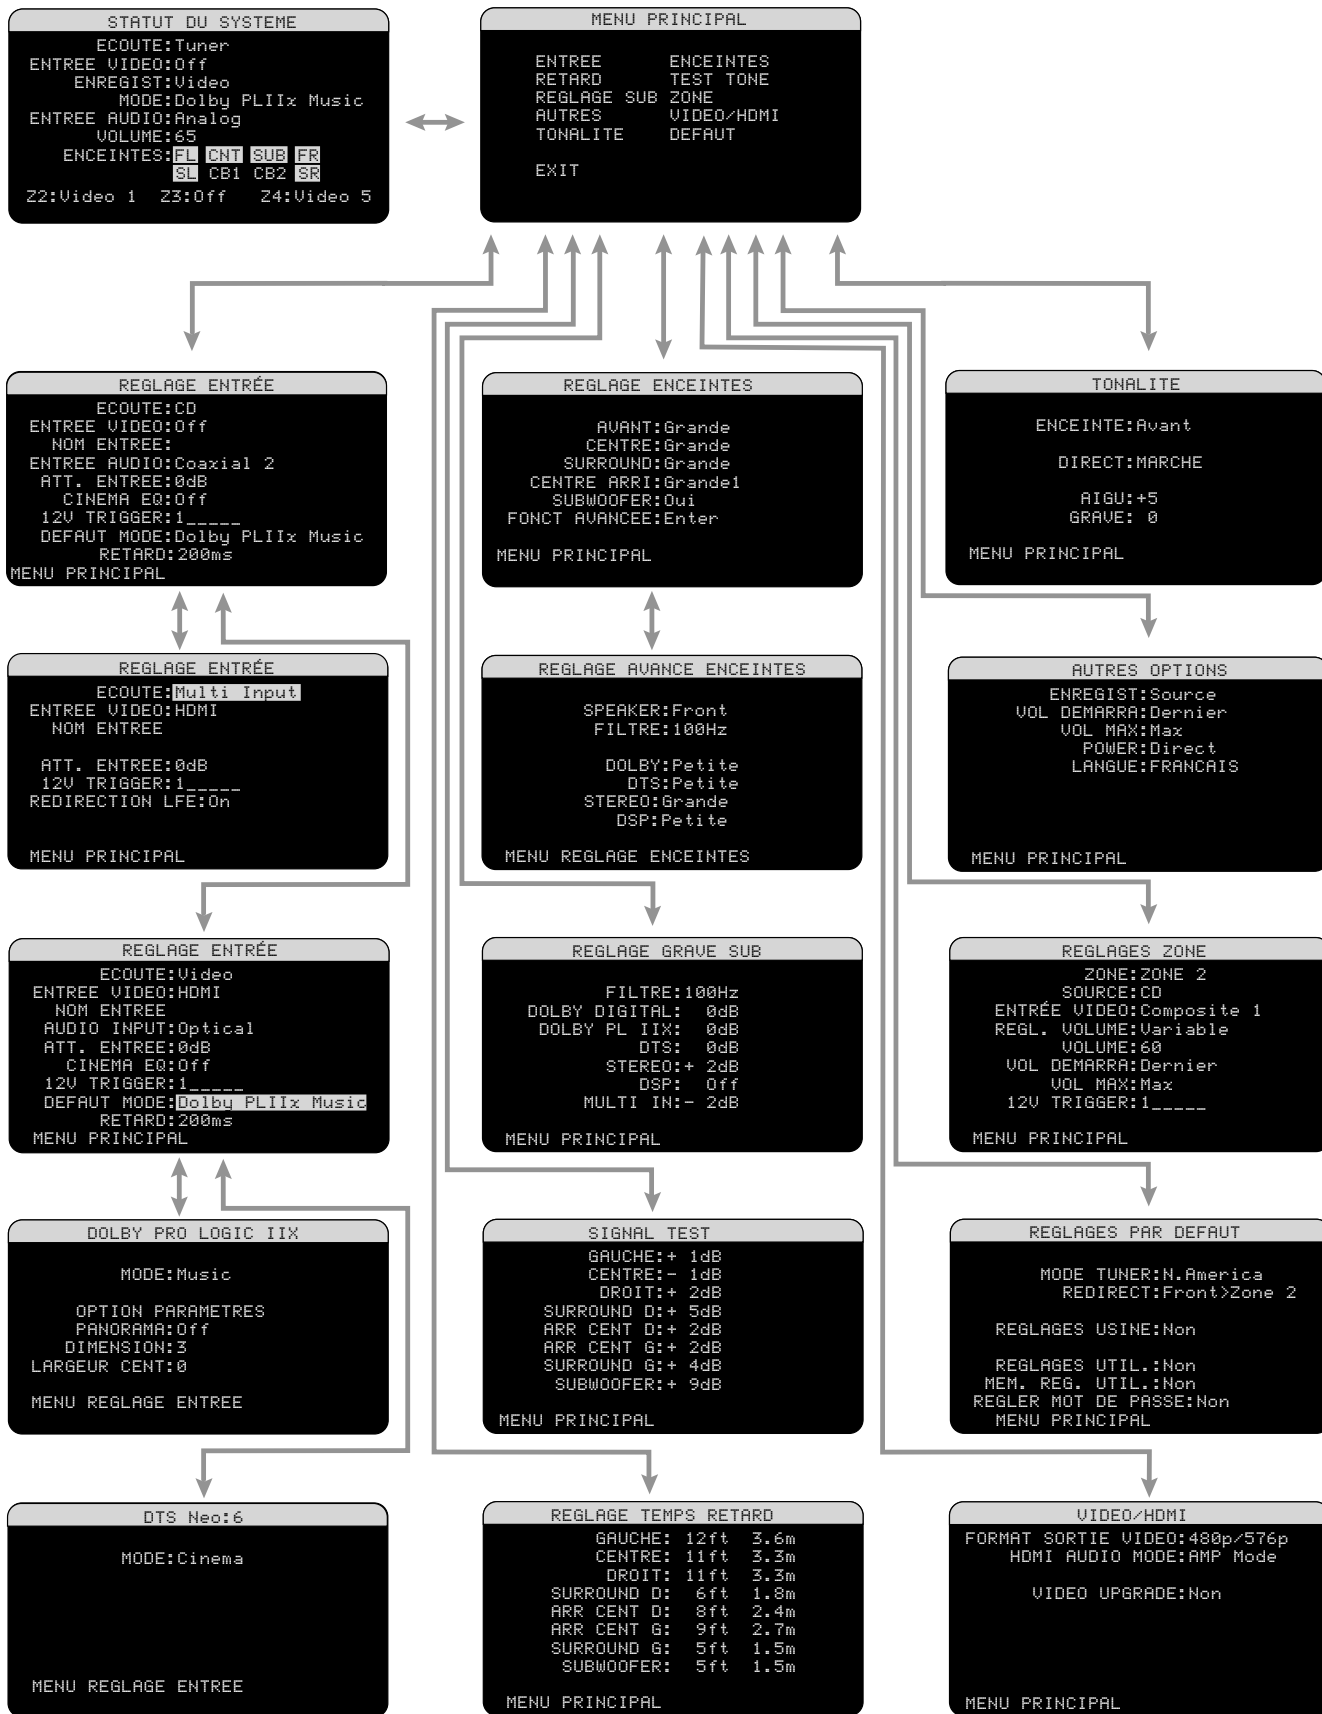 STATUT DU SYSTEME
ECOUTE:Tuner
ENTREE VIDEO:Off
ENREGIST:Video
MODE:Dolby PLIIx Music
ENTREE AUDIO:Analog
VOLUME:65
ENCEINTES:FL CNT SUB FR
SL CB1 CB2 SR
Z2:Video 1 Z3:Off Z4:Video 5
MENU PRINCIPAL
ENTREE ENCEINTES
RETARD TEST TONE
REGLAGE SUB ZONE
AUTRES VIDEO/HDMI
TONALITE DEFAUT
EXIT
REGLAGE ENTRÉE
ECOUTE:CD
ENTREE VIDEO:Off
NOM ENTREE:
ENTREE AUDIO:Coaxial 2
ATT. ENTREE:0dB
CINEMA EQ:Off
12V TRIGGER:1_____
DEFAUT MODE:Dolby PLIIx Music
RETARD:200ms
MENU PRINCIPAL
REGLAGE ENCEINTES
AVANT:Grande
CENTRE:Grande
SURROUND:Grande
CENTRE ARRI:Grande1
SUBWOOFER:Oui
FONCT AVANCEE:Enter
MENU PRINCIPAL
TONALITE
ENCEINTE:Avant
DIRECT:MARCHE
AIGU:+5
GRAVE: 0
MENU PRINCIPAL
REGLAGE ENTRÉE
ECOUTE:Multi Input
ENTREE VIDEO:HDMI
NOM ENTREE
ATT. ENTREE:0dB
12V TRIGGER:1_____
REDIRECTION LFE:On
MENU PRINCIPAL
REGLAGE AVANCE ENCEINTES
SPEAKER:Front
FILTRE:100Hz
DOLBY:Petite
DTS:Petite
STEREO:Grande
DSP:Petite
MENU REGLAGE ENCEINTES
AUTRES OPTIONS
ENREGIST:Source
VOL DEMARRA:Dernier
VOL MAX:Max
POWER:Direct
LANGUE:FRANCAIS
MENU PRINCIPAL
REGLAGE ENTRÉE
ECOUTE:Video
ENTREE VIDEO:HDMI
NOM ENTREE
AUDIO INPUT:Optical
ATT. ENTREE:0dB
CINEMA EQ:Off
12V TRIGGER:1_____
DEFAUT MODE:Dolby PLIIx Music
RETARD:200ms
MENU PRINCIPAL
REGLAGE GRAVE SUB
FILTRE:100Hz
DOLBY DIGITAL: 0dB
DOLBY PL IIX: 0dB
DTS: 0dB
STEREO:+ 2dB
DSP: Off
MULTI IN:- 2dB
MENU PRINCIPAL
REGLAGES ZONE
ZONE:ZONE 2
SOURCE:CD
ENTRÉE VIDEO:Composite 1
REGL. VOLUME:Variable
VOLUME:60
VOL DEMARRA:Dernier
VOL MAX:Max
12V TRIGGER:1_____
MENU PRINCIPAL
DOLBY PRO LOGIC IIX
MODE:Music
OPTION PARAMETRES
PANORAMA:Off
DIMENSION:3
LARGEUR CENT:0
MENU REGLAGE ENTREE
SIGNAL TEST
GAUCHE:+ 1dB
CENTRE:- 1dB
DROIT:+ 2dB
SURROUND D:+ 5dB
ARR CENT D:+ 2dB
ARR CENT G:+ 2dB
SURROUND G:+ 4dB
SUBWOOFER:+ 9dB
MENU PRINCIPAL
REGLAGES PAR DEFAUT
MODE TUNER:N.America
REDIRECT:Front>Zone 2
REGLAGES USINE:Non
REGLAGES UTIL.:Non
MEM. REG. UTIL.:Non
REGLER MOT DE PASSE:Non
MENU PRINCIPAL
DTS Neo:6
MODE:Cinema
MENU REGLAGE ENTREE
REGLAGE TEMPS RETARD
GAUCHE: 12ft 3.6m
CENTRE: 11ft 3.3m
DROIT: 11ft 3.3m
SURROUND D: 6ft 1.8m
ARR CENT D: 8ft 2.4m
ARR CENT G: 9ft 2.7m
SURROUND G: 5ft 1.5m
SUBWOOFER: 5ft 1.5m
MENU PRINCIPAL
VIDEO/HDMI
FORMAT SORTIE VIDEO:480p/576p
HDMI AUDIO MODE:AMP Mode
VIDEO UPGRADE:Non
MENU PRINCIPAL